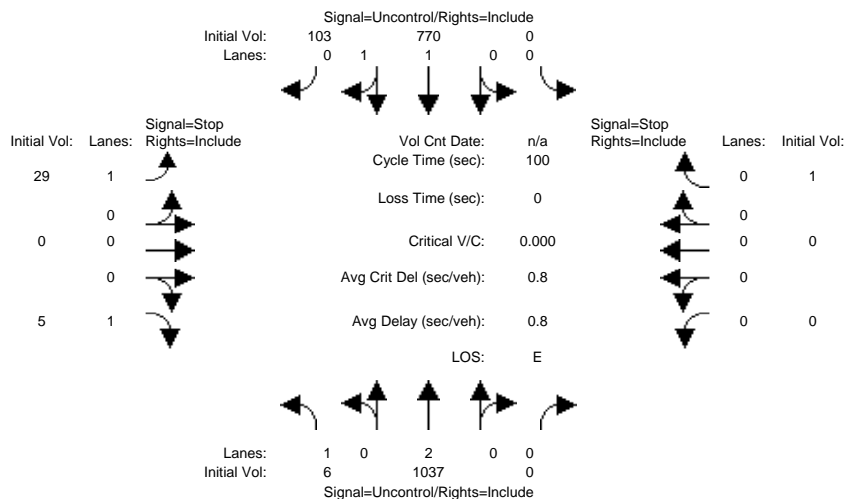 Signal=Uncontrol/Rights=Include
Initial Vol: 103 770 0
Lanes: 0 1 1 0 0
Signal=Stop
Initial Vol: Lanes: Rights=Include
Vol Cnt Date: n/a
Signal=Stop
Rights=Include Lanes: Initial Vol:
Cycle Time (sec): 100
29 1
0 1
Loss Time (sec): 0
0
0
0 0
Critical V/C: 0.000
0 0
0
Avg Crit Del (sec/veh): 0.8
0
5 1
Avg Delay (sec/veh): 0.8
0 0
LOS: E
Lanes: 1 0 2 0 0
Initial Vol: 6 1037 0
Signal=Uncontrol/Rights=Include